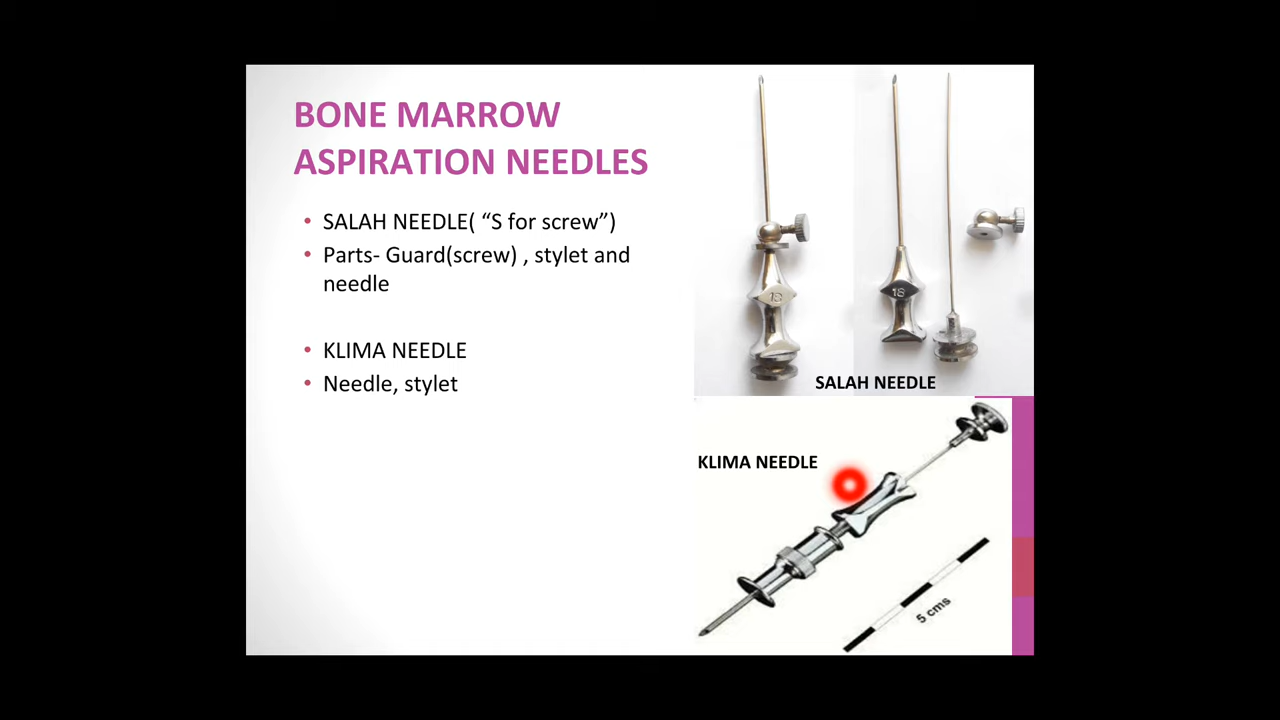 BONE MARROW
ASPIRATION NEEDLES
• SALAH NEEDLE( “S for screw”)
• Parts- Guard(screw) , stylet and
needle
• KLIMA NEEDLE
• Needle, stylet
18
18
SALAH NEEDLE
KLIMA NEEDLE
5 cms